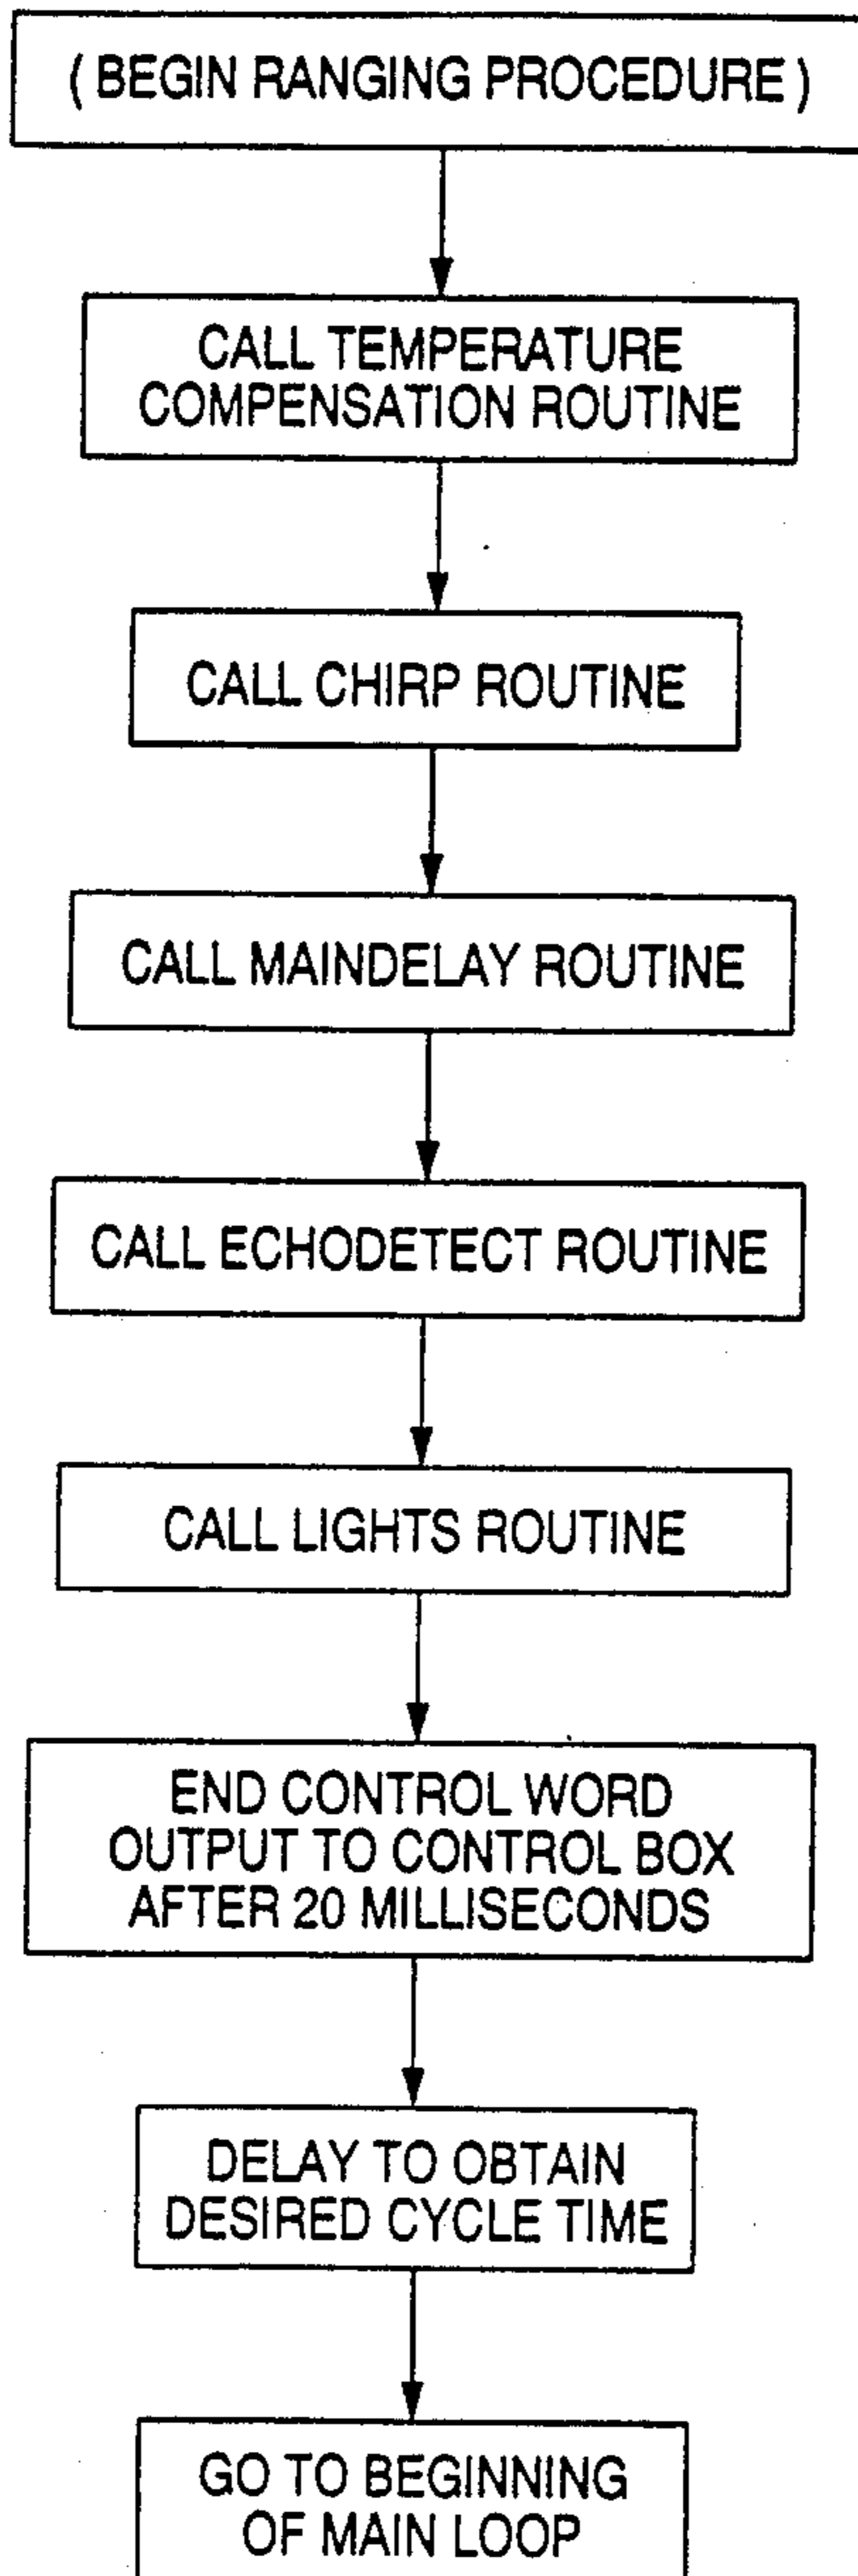 ( BEGIN RANGING PROCEDURE )
CALL TEMPERATURE
COMPENSATION ROUTINE
CALL CHIRP ROUTINE
CALL MAINDELAY ROUTINE
CALL ECHODETECT ROUTINE
CALL LIGHTS ROUTINE
END CONTROL WORD
OUTPUT TO CONTROL BOX
AFTER 20 MILLISECONDS
DELAY TO OBTAIN
DESIRED CYCLE TIME
GO TO BEGINNING
OF MAIN LOOP